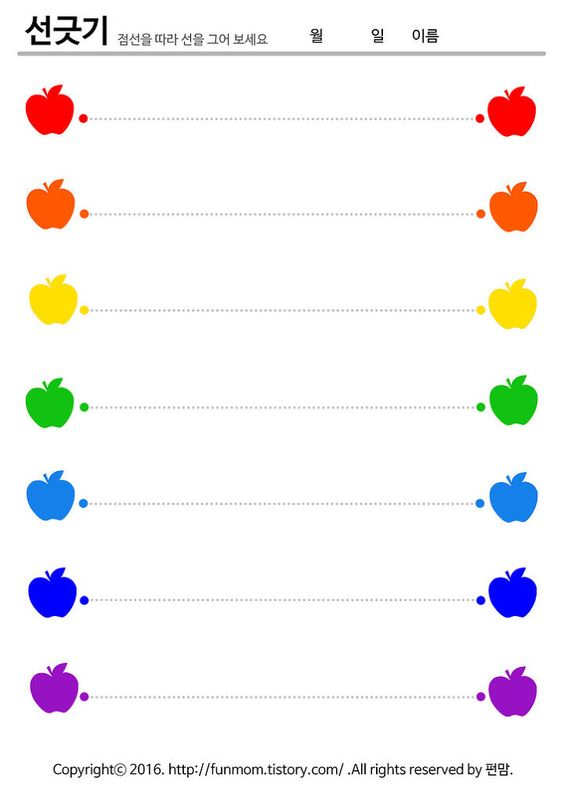 선긋기 점선을 따라 선을 그어 보세요 월 일 이름
Copyrightⓒ 2016. http://funmom.tistory.com/ .All rights reserved by 펀맘.